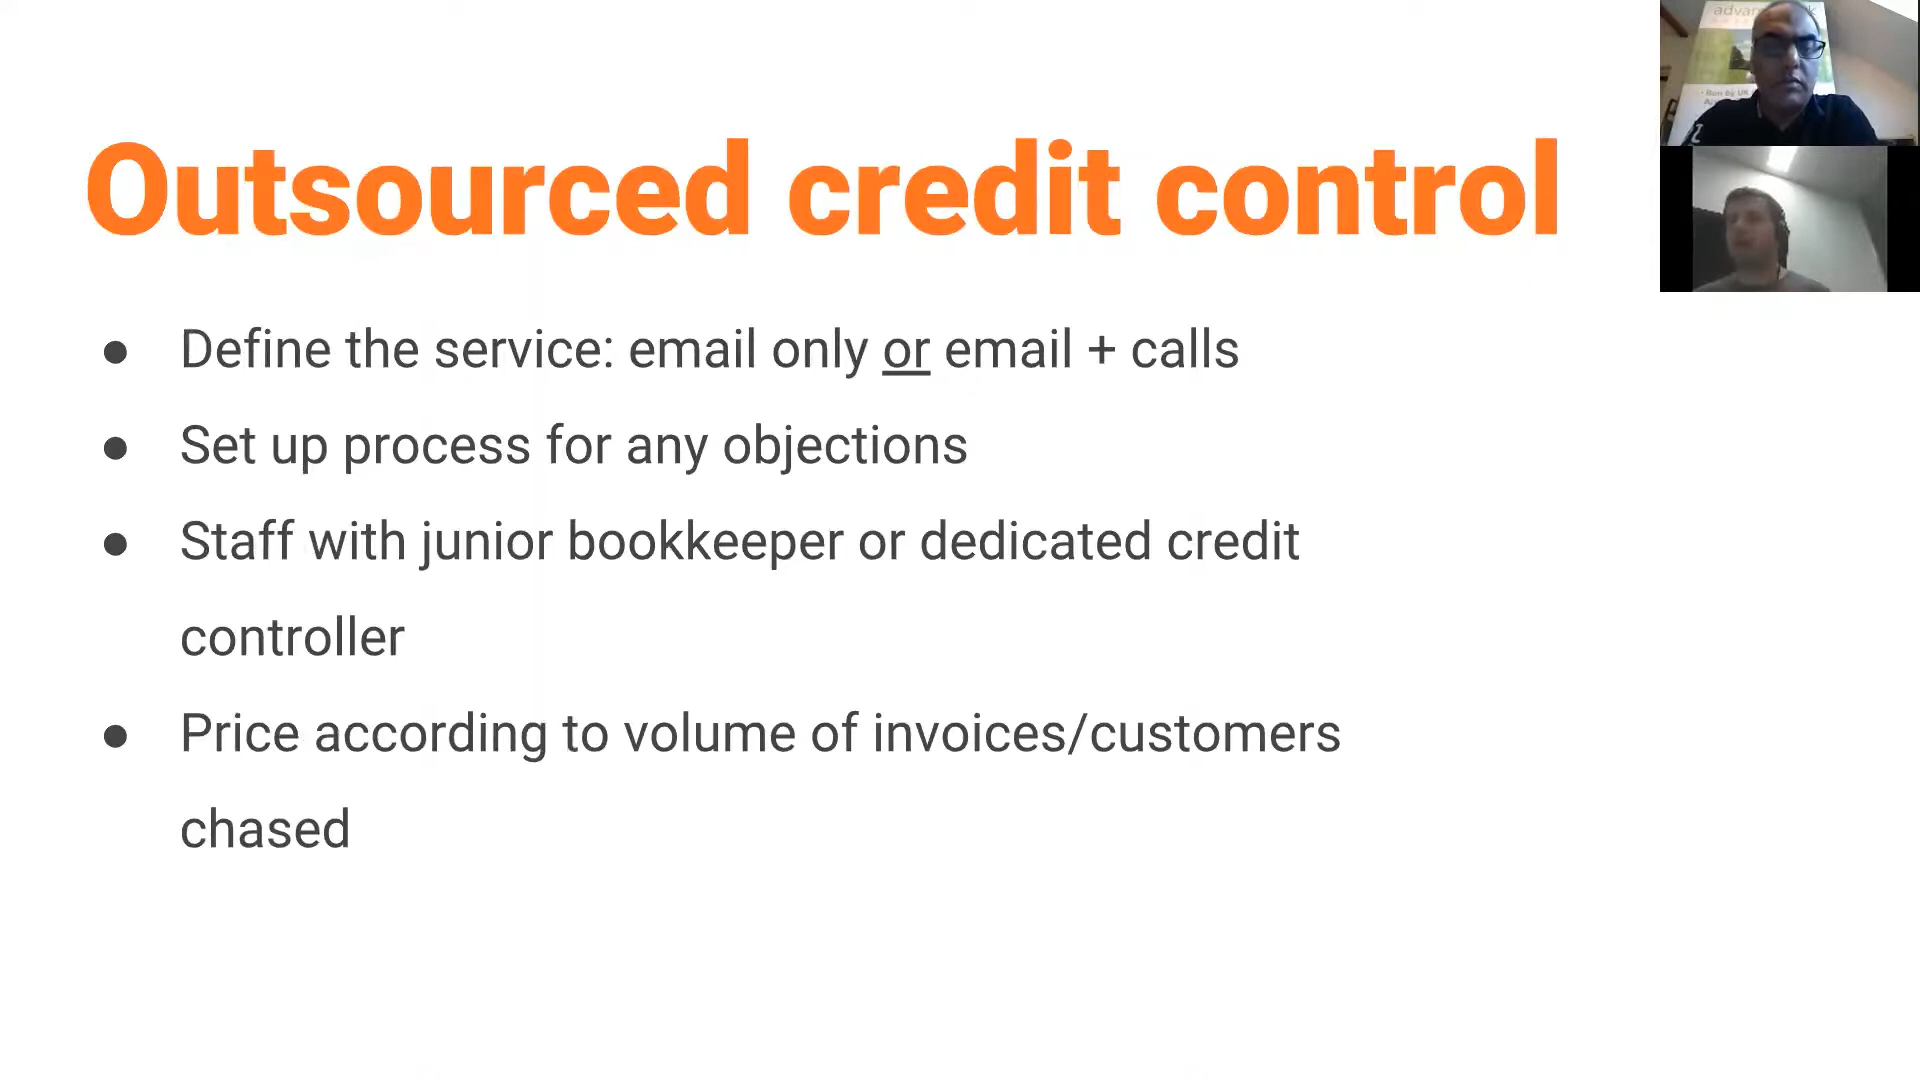 Outsourced credit control
● Define the service: email only or email + calls
● Set up process for any objections
● Staff with junior bookkeeper or dedicated credit
controller
● Price according to volume of invoices/customers
chased